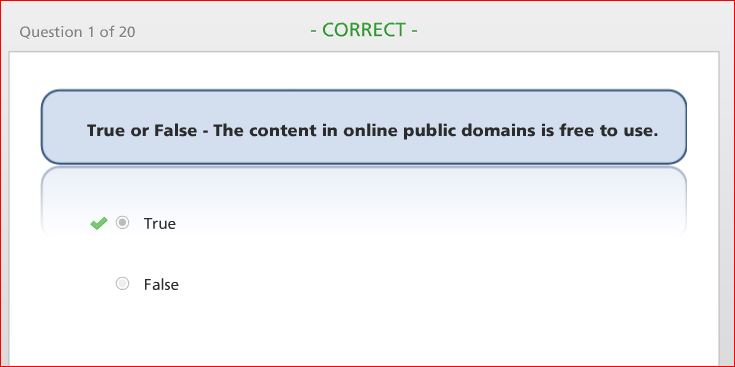 Question 1 of 20
- CORRECT -
True or False - The content in online public domains is free to use.
True
False